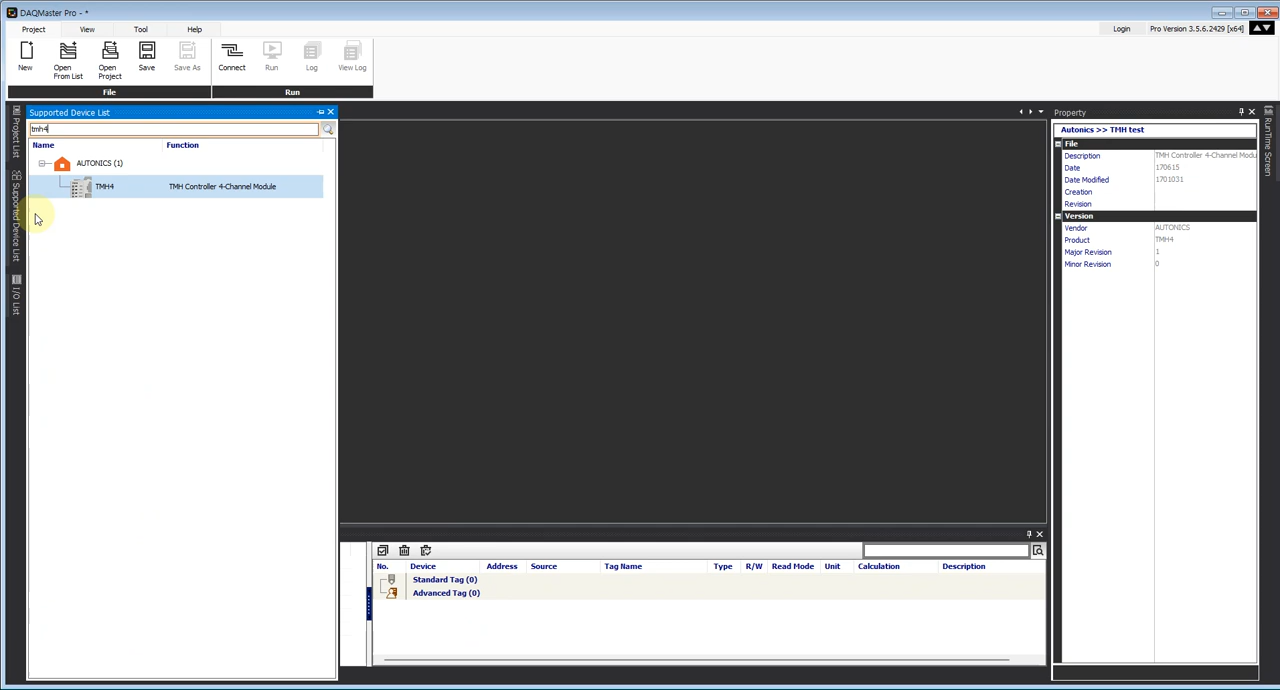 DAQMaster Pro - *
Project View Tool Help
Login Pro Version 3.5.6.2429 [x64]
New Open From List Open Project Save Save As Connect Run Log View Log
File Run
Project List
Supported Device List
I/O List
Supported Device List
tmh4
Name Function
AUTONICS (1)
TMH4 TMH Controller 4-Channel Module
No. Device Address Source Tag Name Type R/W Read Mode Unit Calculation Description
Standard Tag (0)
Advanced Tag (0)
Property
Autonics >> TMH test
File
Description TMH Controller 4-Channel Modu
Date 170615
Date Modified 1701031
Creation
Revision
Version
Vendor AUTONICS
Product TMH4
Major Revision 1
Minor Revision 0
RunTime Screen